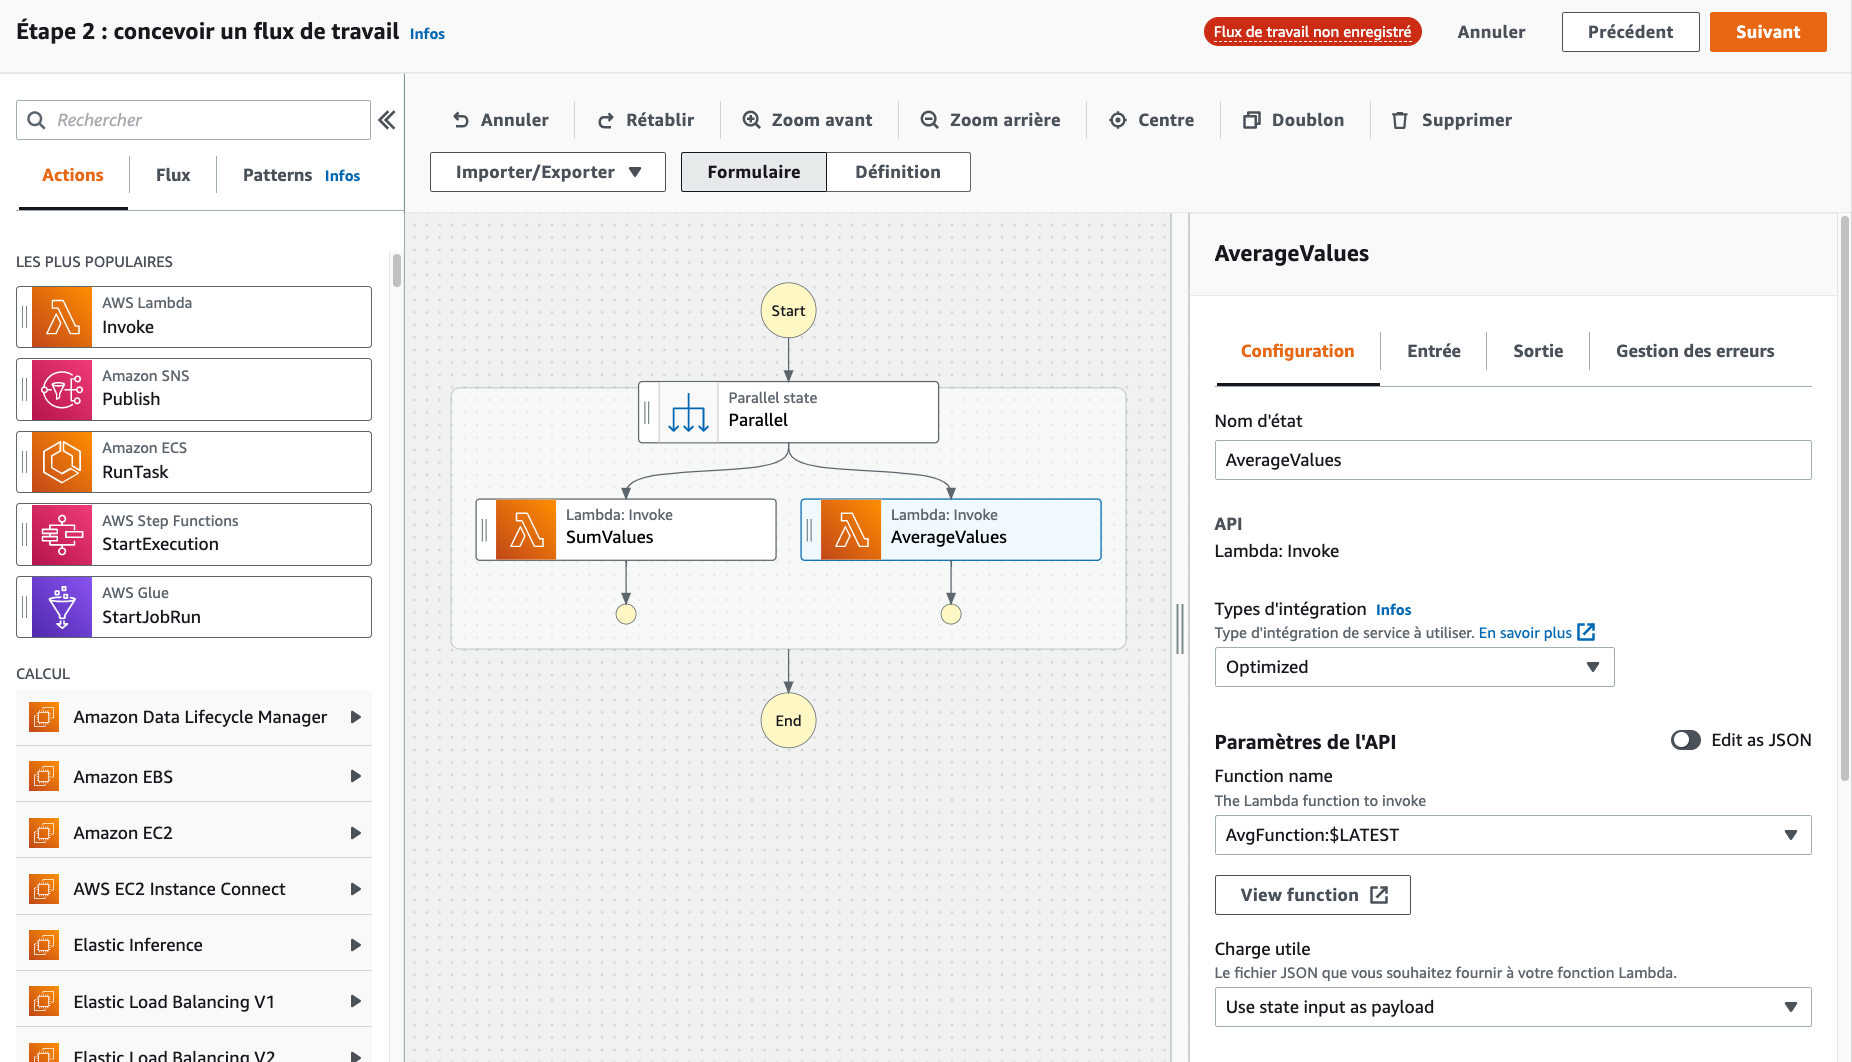 Étape 2 : concevoir un flux de travail Infos
Flux de travail non enregistré
Annuler
Précédent
Suivant
Rechercher
Actions
Flux
Patterns Infos
LES PLUS POPULAIRES
AWS Lambda
Invoke
Amazon SNS
Publish
Amazon ECS
RunTask
AWS Step Functions
StartExecution
AWS Glue
StartJobRun
CALCUL
Amazon Data Lifecycle Manager
Amazon EBS
Amazon EC2
AWS EC2 Instance Connect
Elastic Inference
Elastic Load Balancing V1
Elastic Load Balancing V2
Annuler
Rétablir
Zoom avant
Zoom arrière
Centre
Doublon
Supprimer
Importer/Exporter
Formulaire
Définition
Start
Parallel state
Parallel
Lambda: Invoke
SumValues
Lambda: Invoke
AverageValues
End
AverageValues
Configuration
Entrée
Sortie
Gestion des erreurs
Nom d'état
AverageValues
API
Lambda: Invoke
Types d'intégration Infos
Type d'intégration de service à utiliser. En savoir plus
Optimized
Paramètres de l'API
Edit as JSON
Function name
The Lambda function to invoke
AvgFunction:$LATEST
View function
Charge utile
Le fichier JSON que vous souhaitez fournir à votre fonction Lambda.
Use state input as payload